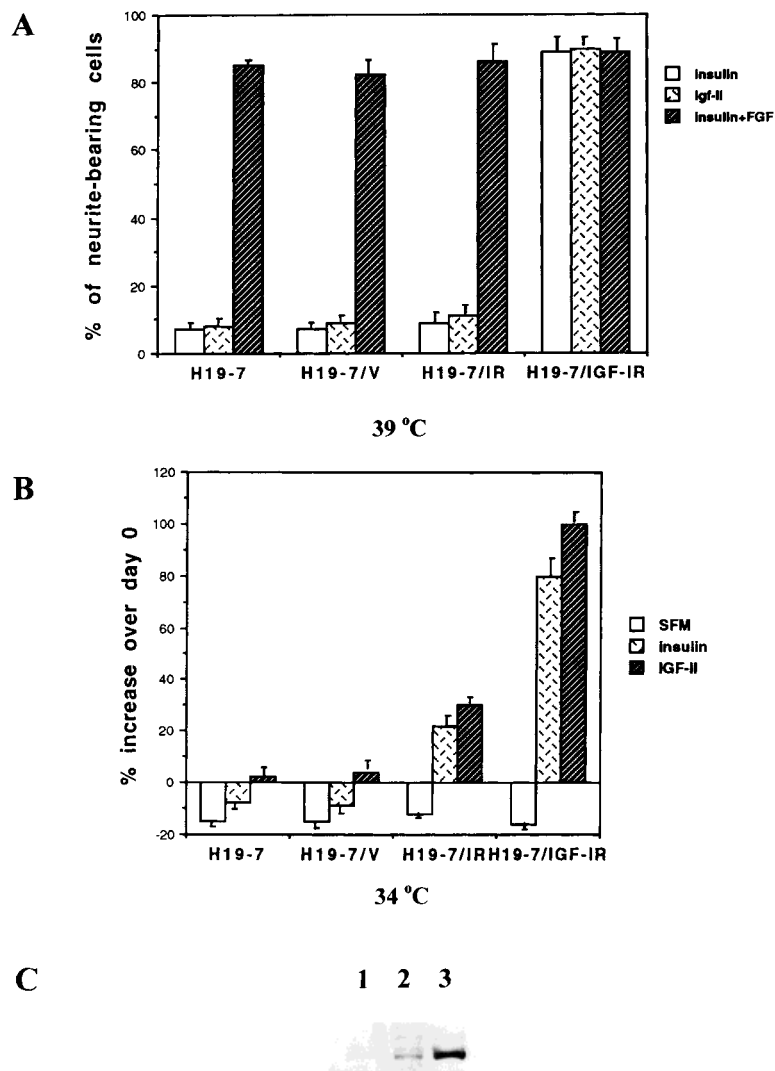 A
% of neurite-bearing cells
100
80
60
40
20
0
insulin
Igf-II
insulin+FGF
H19-7 H19-7/V H19-7/IR H19-7/IGF-IR
39 °C
B
% increase over day 0
120
100
80
60
40
20
0
-20
SFM
insulin
IGF-II
H19-7 H19-7/V H19-7/IR H19-7/IGF-IR
34 °C
C
1 2 3